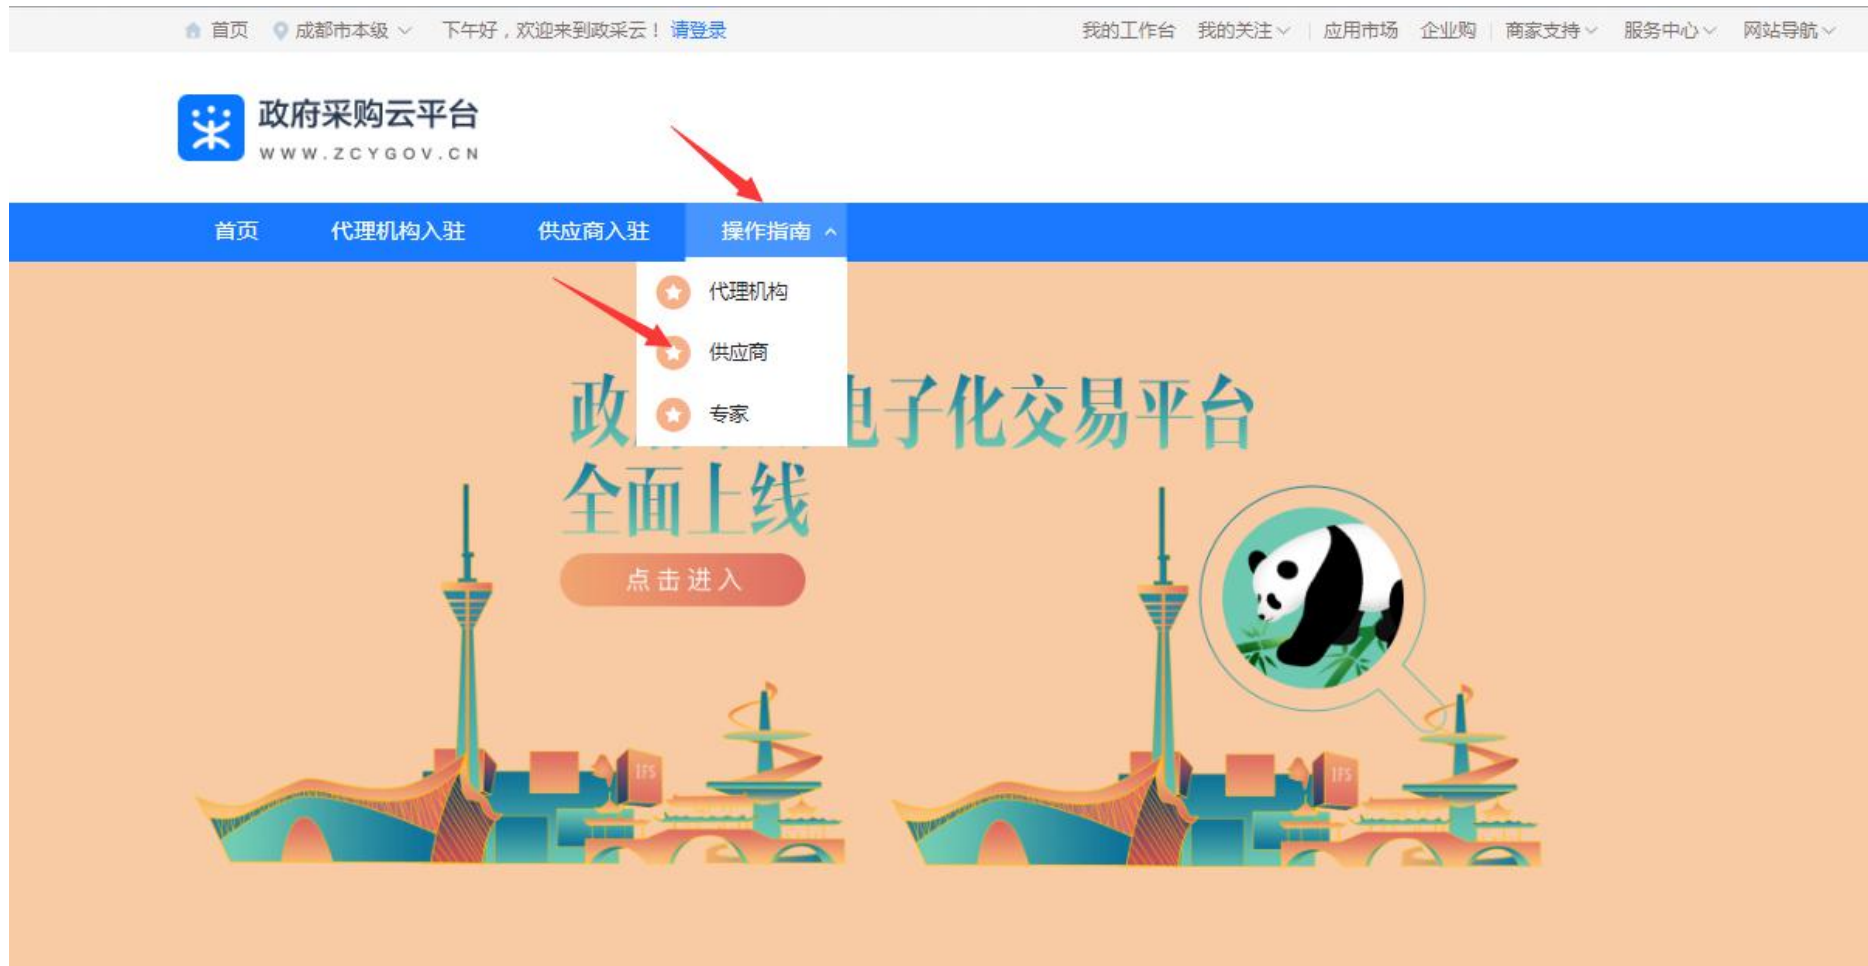 首页 成都市本级 下午好，欢迎来到政采云！ 请登录 我的工作台 我的关注 应用市场 企业购 商家支持 服务中心 网站导航
政府采购云平台
WWW.ZCYGOV.CN
首页 代理机构入驻 供应商入驻 操作指南
代理机构
供应商
专家
政 电子化交易平台
全面上线
点击进入
IFS IFS